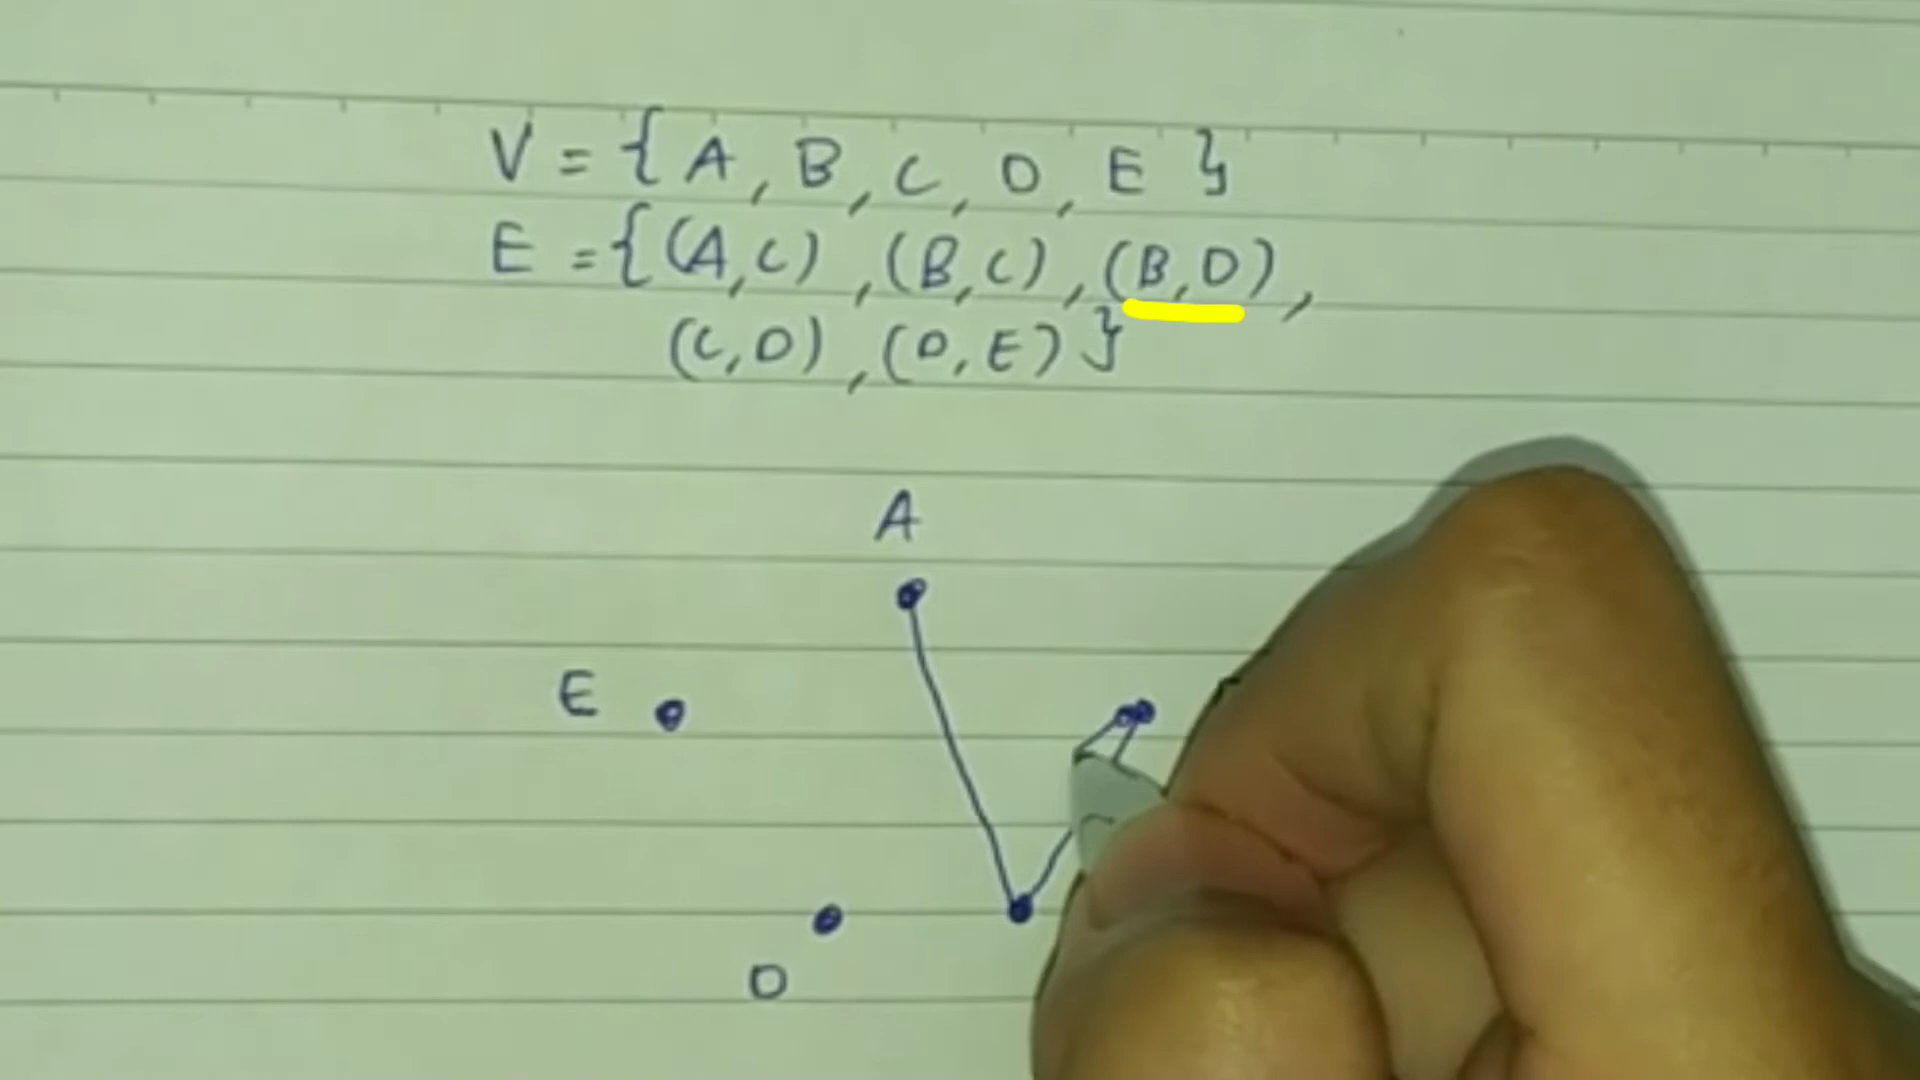 V = { A, B, C, D, E }
E = {(A,C), (B,C), (B,D),
(C,D), (D,E)}
A
E
D